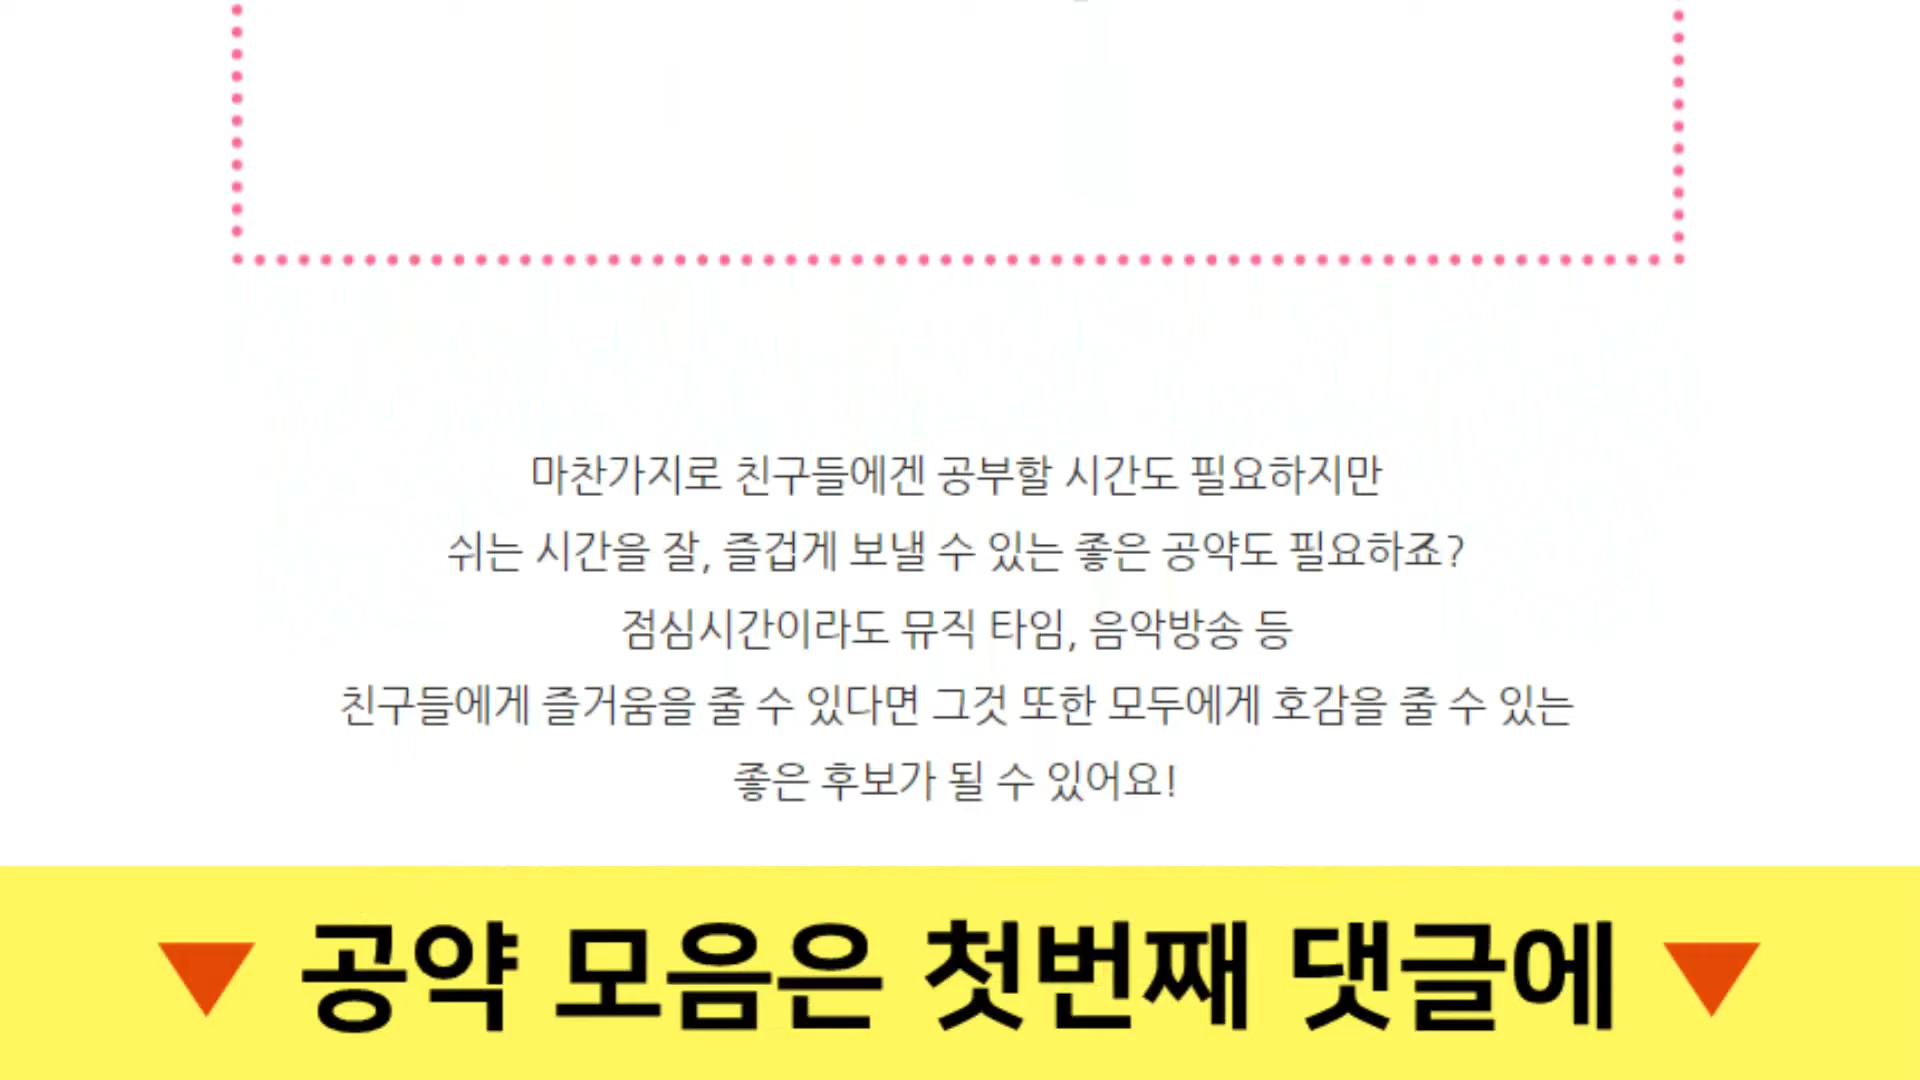 마찬가지로 친구들에겐 공부할 시간도 필요하지만
쉬는 시간을 잘, 즐겁게 보낼 수 있는 좋은 공약도 필요하죠?
점심시간이라도 뮤직 타임, 음악방송 등
친구들에게 즐거움을 줄 수 있다면 그것 또한 모두에게 호감을 줄 수 있는
좋은 후보가 될 수 있어요!
▼ 공약 모음은 첫번째 댓글에 ▼